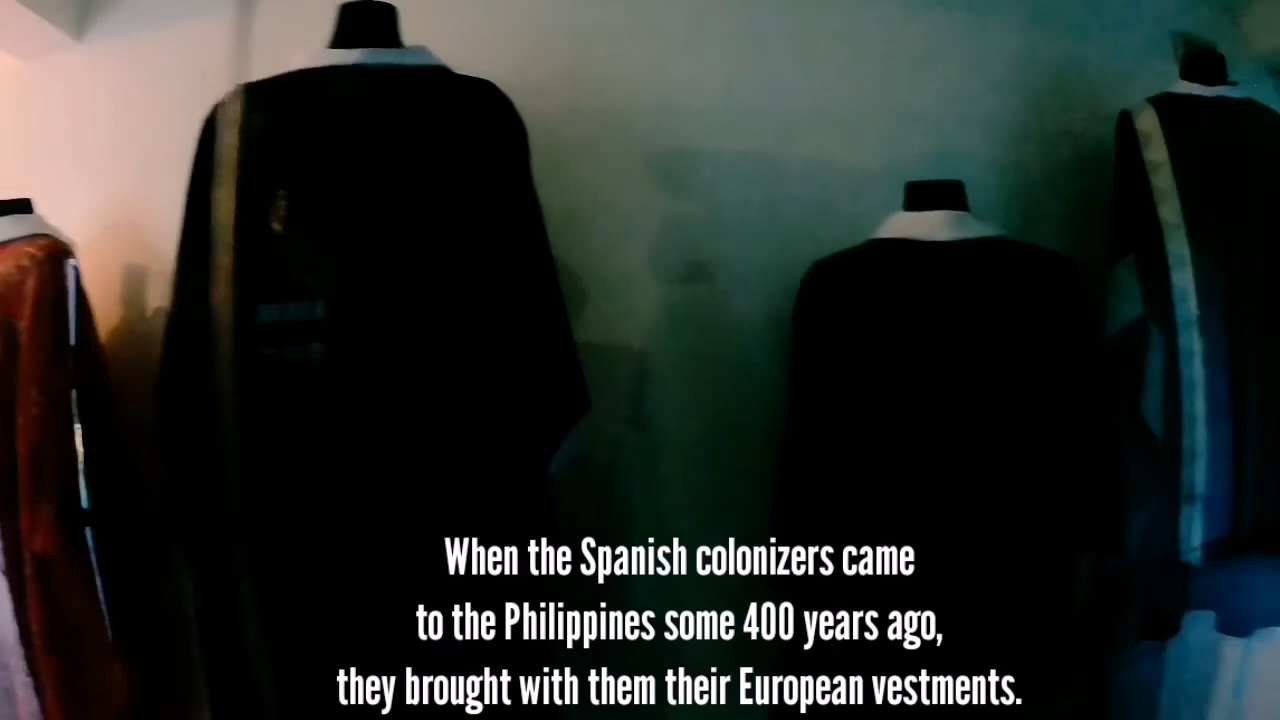 When the Spanish colonizers came
to the Philippines some 400 years ago,
they brought with them their European vestments.